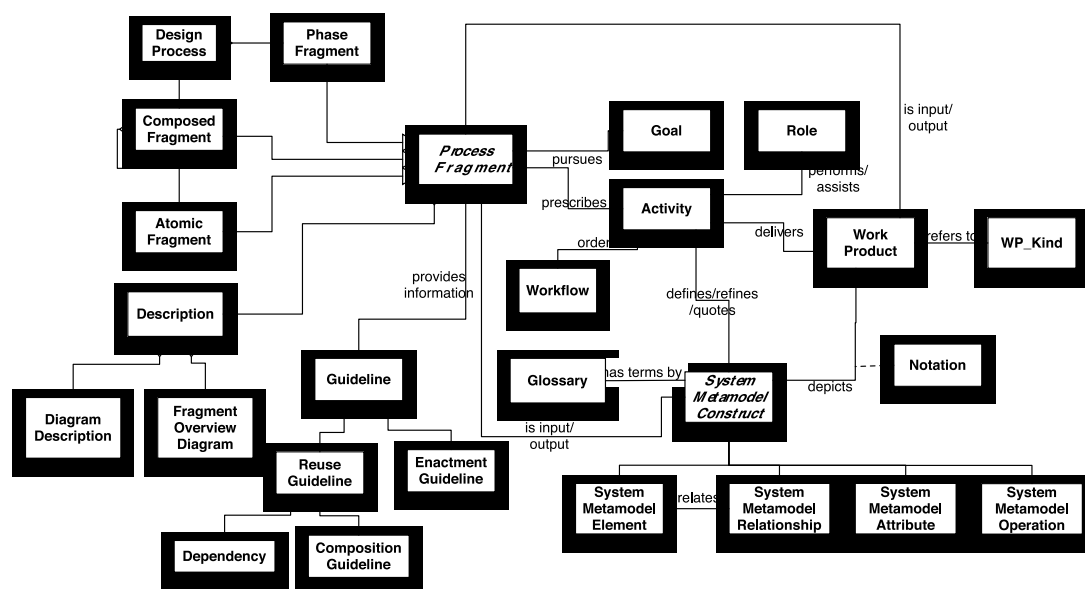 Design
Process
Phase
Fragment
Composed
Fragment
Process
Fragment
Goal
Role
is input/
output
pursues
performs/
assists
prescribes
Activity
Atomic
Fragment
delivers
Work
Product
refers to
WP_Kind
order
Workflow
provides
information
defines/refines
/quotes
Description
Guideline
Glossary
has terms by
System
Metamodel
Construct
depicts
Notation
Diagram
Description
Fragment
Overview
Diagram
is input/
output
Reuse
Guideline
Enactment
Guideline
System
Metamodel
Element
relates
System
Metamodel
Relationship
System
Metamodel
Attribute
System
Metamodel
Operation
Dependency
Composition
Guideline